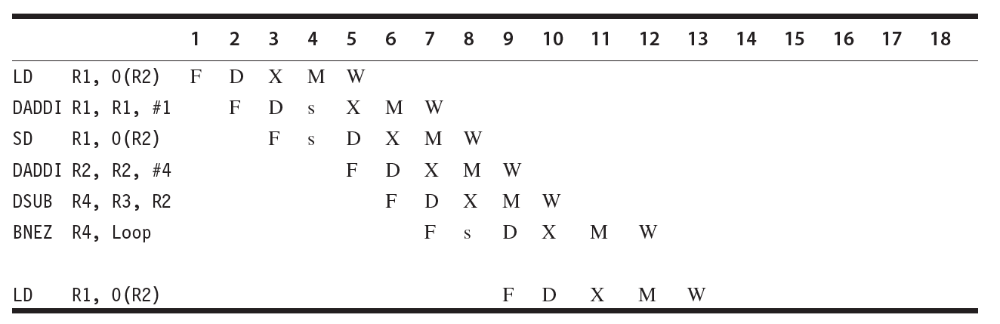 1 2 3 4 5 6 7 8 9 10 11 12 13 14 15 16 17 18
LD R1, 0(R2) F D X M W
DADDI R1, R1, #1 F D s X M W
SD R1, 0(R2) F s D X M W
DADDI R2, R2, #4 F D X M W
DSUB R4, R3, R2 F D X M W
BNEZ R4, Loop F s D X M W
LD R1, 0(R2) F D X M W